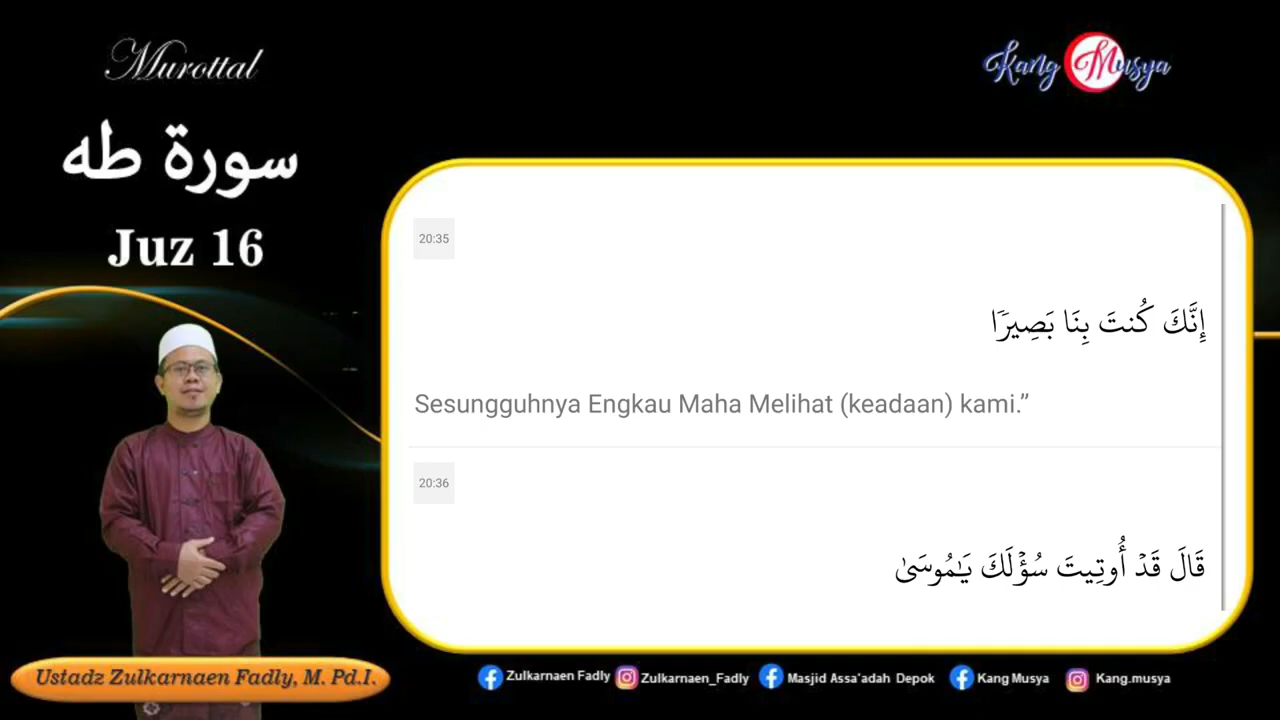 Murottal
Kang Musya
سورة طه
Juz 16
20:35
إِنَّكَ كُنتَ بِنَا بَصِيرًۭا
Sesungguhnya Engkau Maha Melihat (keadaan) kami.”
20:36
قَالَ قَدْ أُوتِيتَ سُؤْلَكَ يَـٰمُوسَىٰ
Ustadz Zulkarnaen Fadly, M. Pd.I.
Zulkarnaen Fadly Zulkarnaen_Fadly Masjid Assa'adah Depok Kang Musya Kang.musya